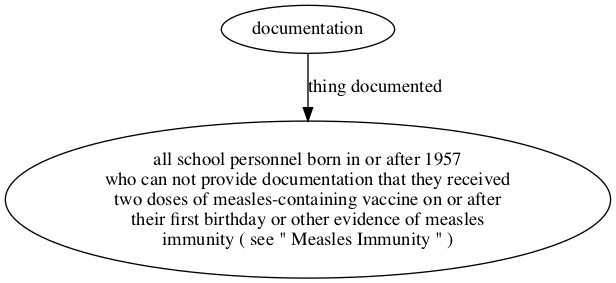 documentation
thing documented
all school personnel born in or after 1957
who can not provide documentation that they received
two doses of measles-containing vaccine on or after
their first birthday or other evidence of measles
immunity ( see " Measles Immunity " )